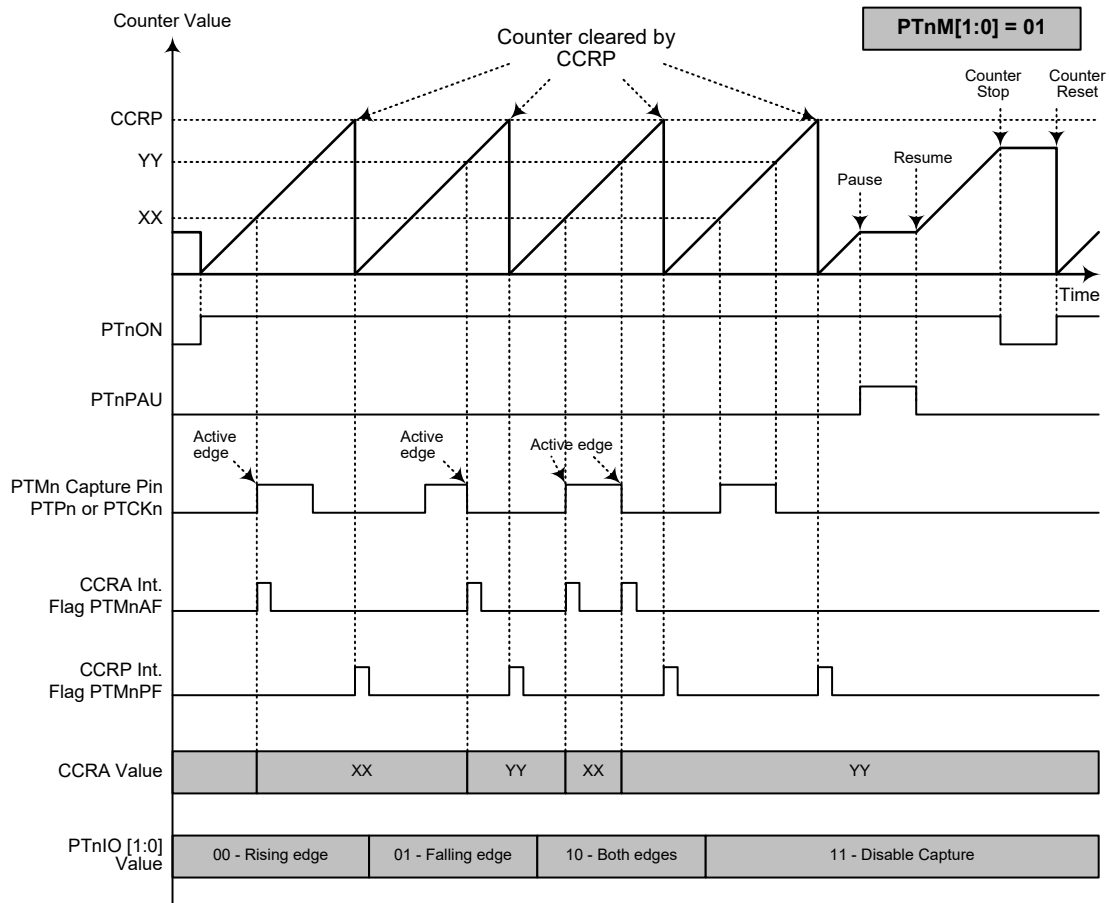 Counter Value
PTnM[1:0] = 01
Counter cleared by
CCRP
Counter
Stop
Counter
Reset
CCRP
YY
Resume
Pause
XX
Time
PTnON
PTnPAU
Active
edge
Active
edge
Active edge
PTMn Capture Pin
PTPn or PTCKn
CCRA Int.
Flag PTMnAF
CCRP Int.
Flag PTMnPF
CCRA Value
XX
YY
XX
YY
PTnIO [1:0]
Value
00 - Rising edge
01 - Falling edge
10 - Both edges
11 - Disable Capture